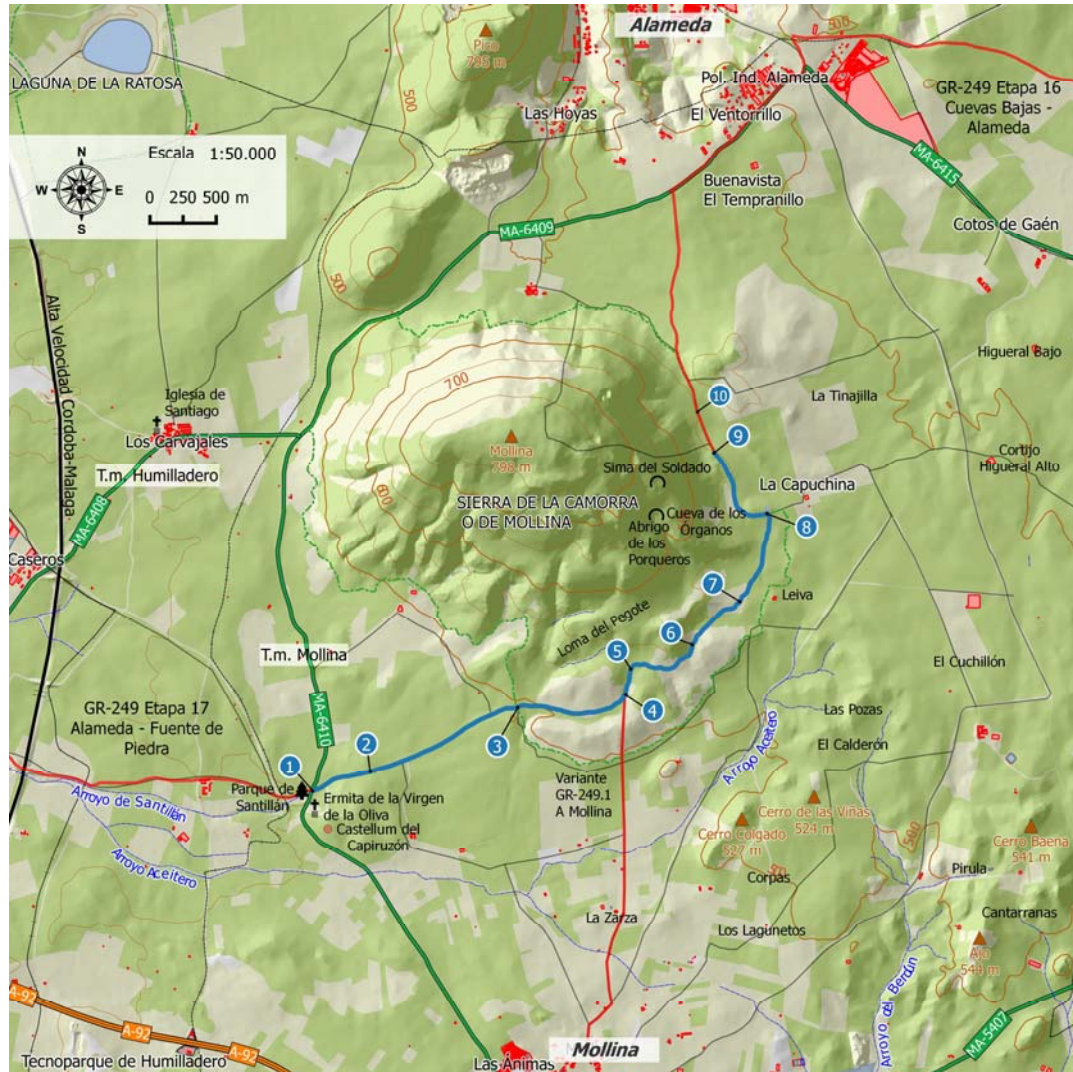 Alameda
Pico
795 m
500
500
LAGUNA DE LA RATOSA
Pol. Ind. Alameda
GR-249 Etapa 16
Cuevas Bajas -
Alameda
Las Hoyas
El Ventorrillo
N
W
E
S
Escala 1:50.000
0 250 500 m
MA-6415
Buenavista
El Tempranillo
Cotos de Gaén
MA-6409
500
Alta Velocidad Cordoba-Malaga
Higueral Bajo
700
Iglesia de
Santiago
La Tinajilla
10
Los Carvajales
9
Mollina
798 m
Cortijo
Higueral Alto
T.m. Humilladero
Sima del Soldado
La Capuchina
600
SIERRA DE LA CAMORRA
O DE MOLLINA
Cueva de los
Órganos
8
MA-6408
Abrigo
de los
Porqueros
Caseros
7
Leiva
Loma del Pegote
6
T.m. Mollina
5
El Cuchillón
MA-6410
GR-249 Etapa 17
Alameda - Fuente de
Piedra
4
Las Pozas
3
2
El Calderón
Arroyo Aceitero
1
Parque de
Santillán
Variante
GR-249.1
A Mollina
Arroyo de Santillán
Ermita de la Virgen
de la Oliva
Cerro de las Viñas
524 m
500
Castellum del
Capiruzón
Cerro Colgado
527 m
Cerro Baena
541 m
Arroyo Aceitero
Corpas
500
Pirula
La Zarza
Cantarranas
Los Lagunetos
Alo
544 m
Arroyo del Berdún
A-92
A-92
A-92
MA-5407
Tecnoparque de Humilladero
Las Ánimas
Mollina